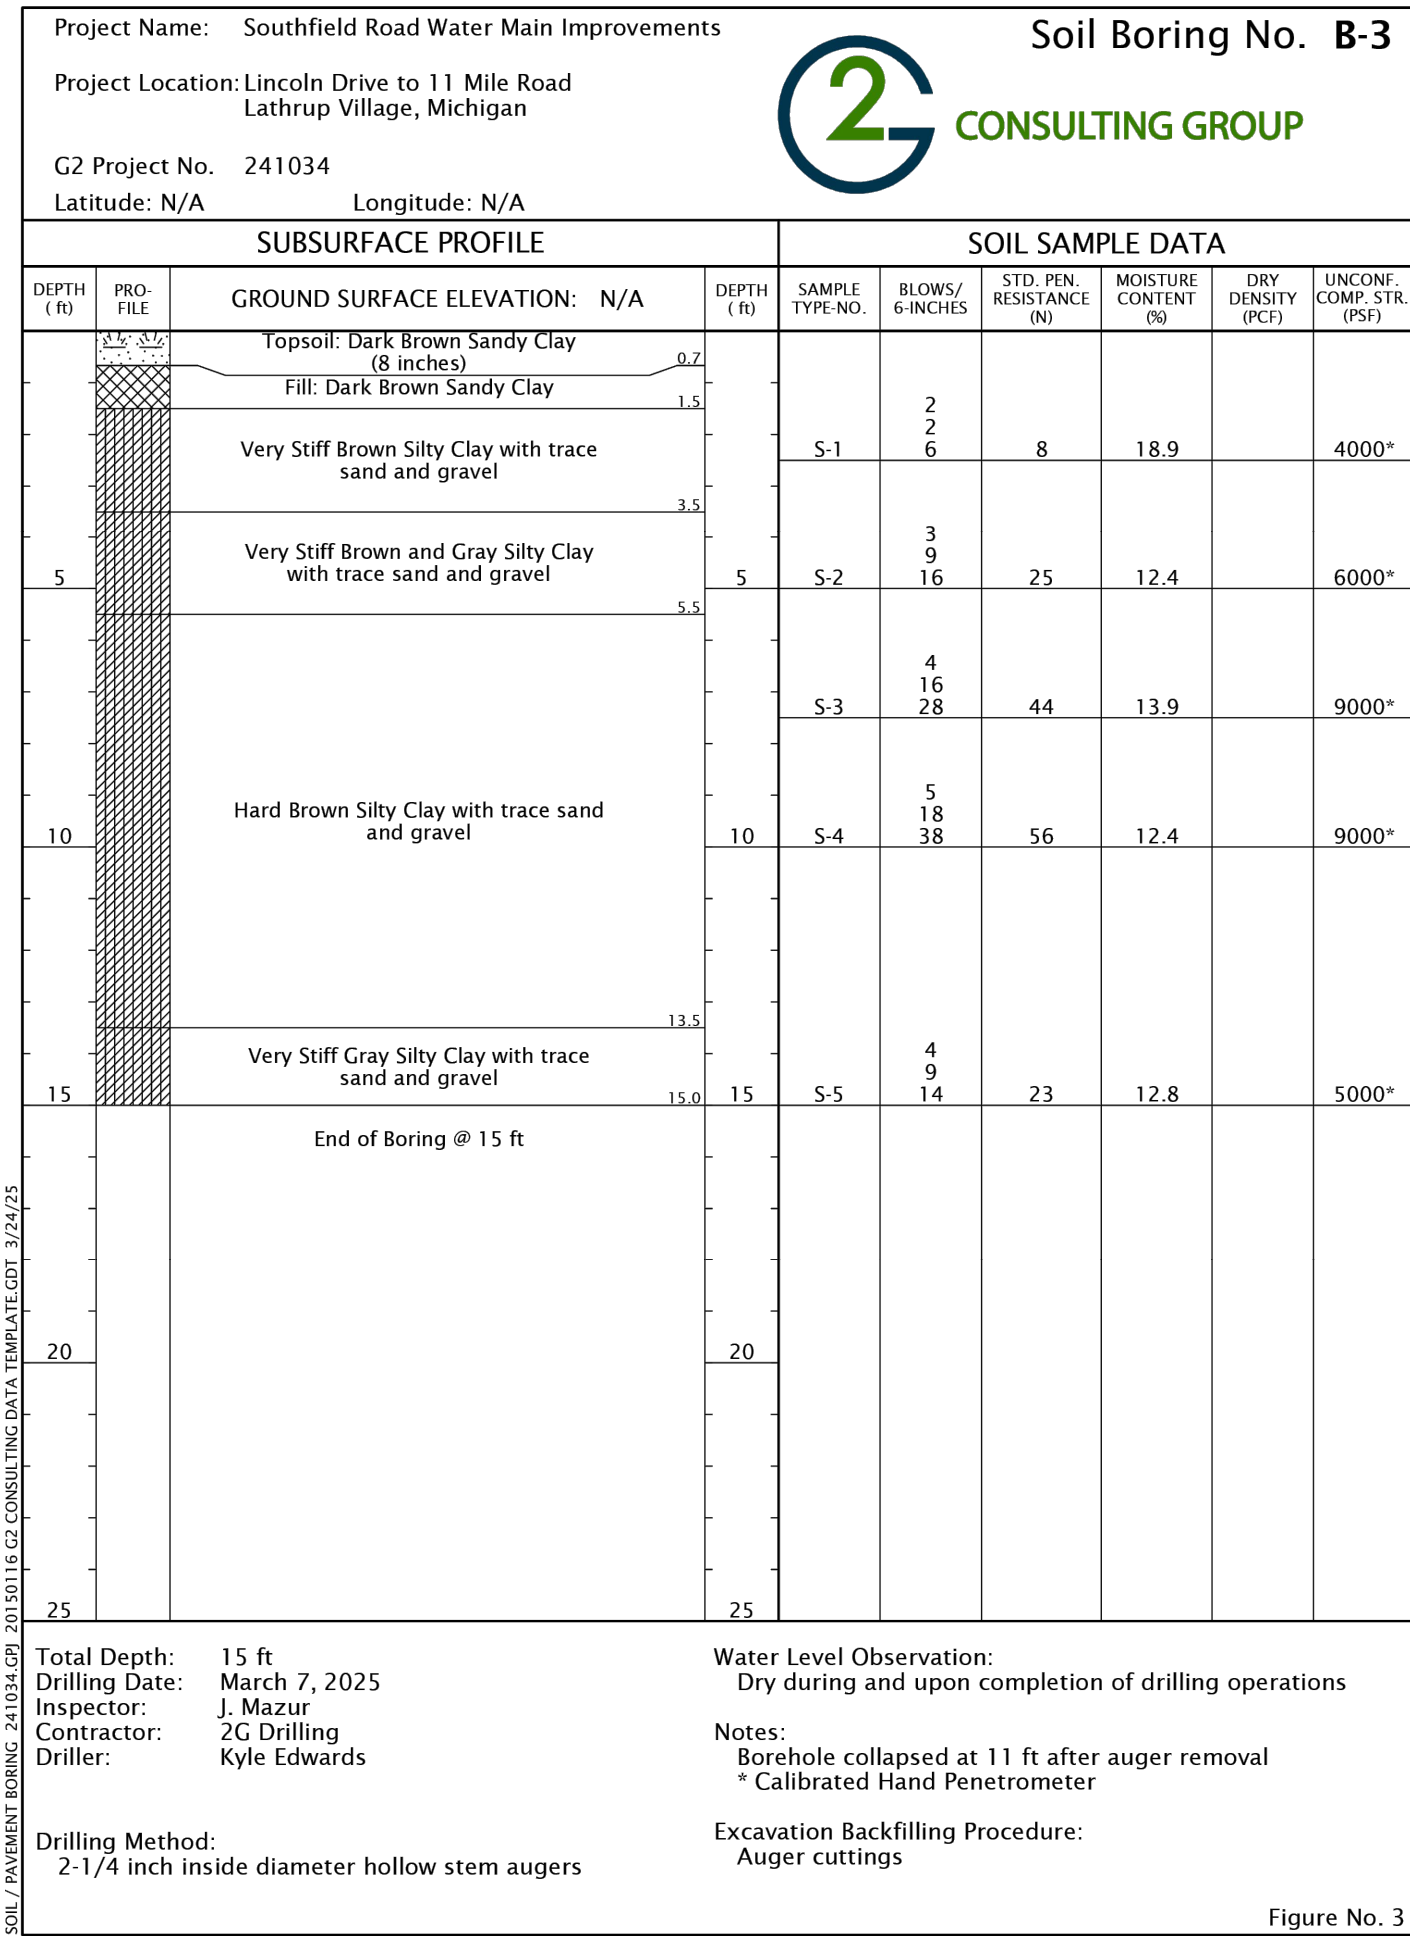 Project Name: Southfield Road Water Main Improvements
Project Location: Lincoln Drive to 11 Mile Road
Lathrup Village, Michigan
G2 Project No. 241034
Latitude: N/A Longitude: N/A
Soil Boring No. B-3
G2 CONSULTING GROUP
SUBSURFACE PROFILE
SOIL SAMPLE DATA
DEPTH ( ft)
PRO-FILE
GROUND SURFACE ELEVATION: N/A
DEPTH ( ft)
SAMPLE TYPE-NO.
BLOWS/ 6-INCHES
STD. PEN. RESISTANCE (N)
MOISTURE CONTENT (%)
DRY DENSITY (PCF)
UNCONF. COMP. STR. (PSF)
Topsoil: Dark Brown Sandy Clay
(8 inches)
0.7
Fill: Dark Brown Sandy Clay
1.5
2
2
Very Stiff Brown Silty Clay with trace
sand and gravel
S-1 6 8 18.9 4000*
3.5
3
9
Very Stiff Brown and Gray Silty Clay
with trace sand and gravel
5 5 S-2 16 25 12.4 6000*
5.5
4
16
S-3 28 44 13.9 9000*
5
18
Hard Brown Silty Clay with trace sand
and gravel
10 10 S-4 38 56 12.4 9000*
13.5
4
9
Very Stiff Gray Silty Clay with trace
sand and gravel
15 15.0 15 S-5 14 23 12.8 5000*
End of Boring @ 15 ft
20 20
25 25
Total Depth: 15 ft
Drilling Date: March 7, 2025
Inspector: J. Mazur
Contractor: 2G Drilling
Driller: Kyle Edwards
Drilling Method:
2-1/4 inch inside diameter hollow stem augers
Water Level Observation:
Dry during and upon completion of drilling operations
Notes:
Borehole collapsed at 11 ft after auger removal
* Calibrated Hand Penetrometer
Excavation Backfilling Procedure:
Auger cuttings
Figure No. 3
SOIL / PAVEMENT BORING 241034.GPJ 20150116 G2 CONSULTING DATA TEMPLATE.GDT 3/24/25